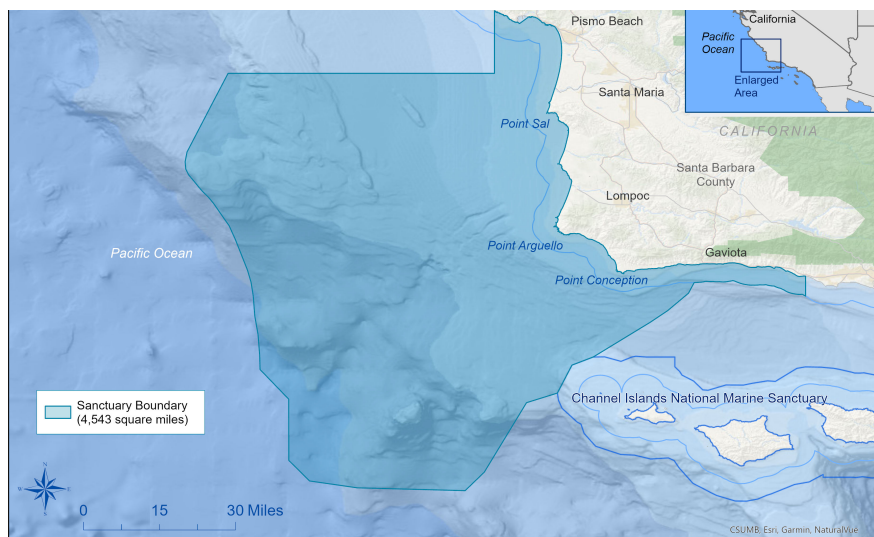 Pismo Beach
California
Pacific
Ocean
Enlarged
Area
Santa Maria
Point Sal
CALIFORNIA
Santa Barbara
County
Lompoc
Pacific Ocean
Point Arguello
Gaviota
Point Conception
Sanctuary Boundary
(4,543 square miles)
Channel Islands National Marine Sanctuary
N
0 15 30 Miles
CSUMB, Esri, Garmin, NaturalVue